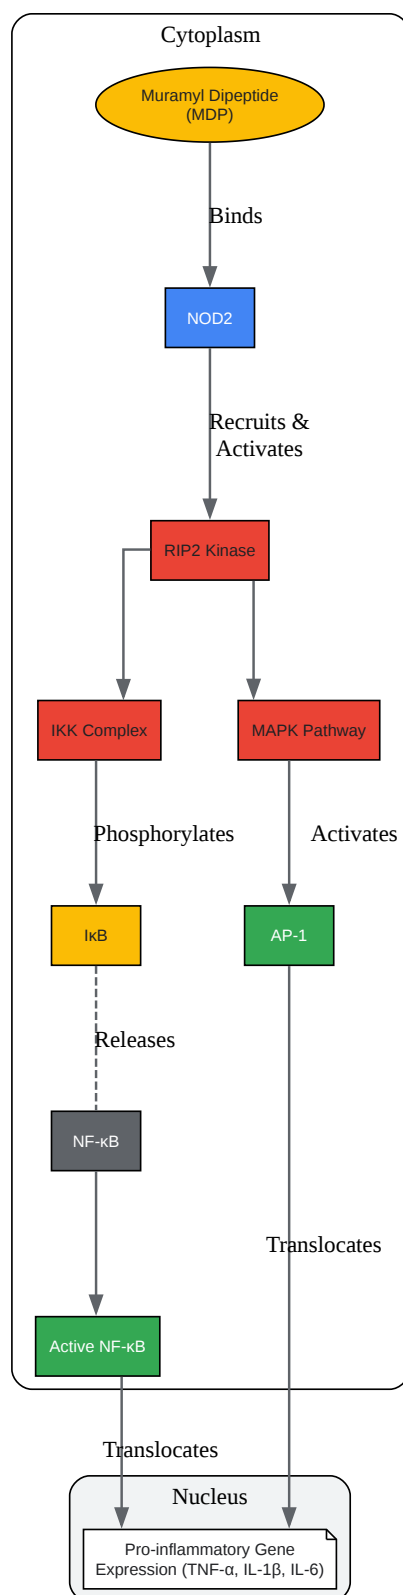 Cytoplasm
Muramyl Dipeptide
(MDP)
Binds
NOD2
Recruits &
Activates
RIP2 Kinase
IKK Complex
MAPK Pathway
Phosphorylates
Activates
IκB
AP-1
Releases
NF-κB
Translocates
Active NF-κB
Translocates
Nucleus
Pro-inflammatory Gene
Expression (TNF-α, IL-1β, IL-6)